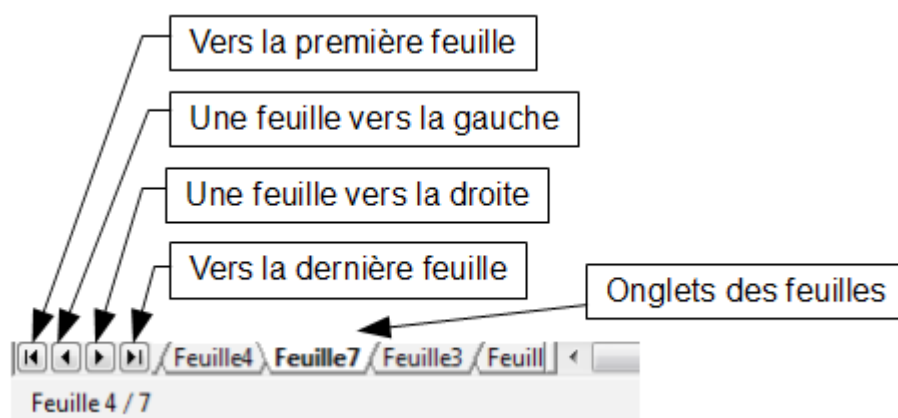 Vers la première feuille
Une feuille vers la gauche
Une feuille vers la droite
Vers la dernière feuille
Onglets des feuilles
Feuille4 Feuille7 Feuille3 Feuill
Feuille 4 / 7